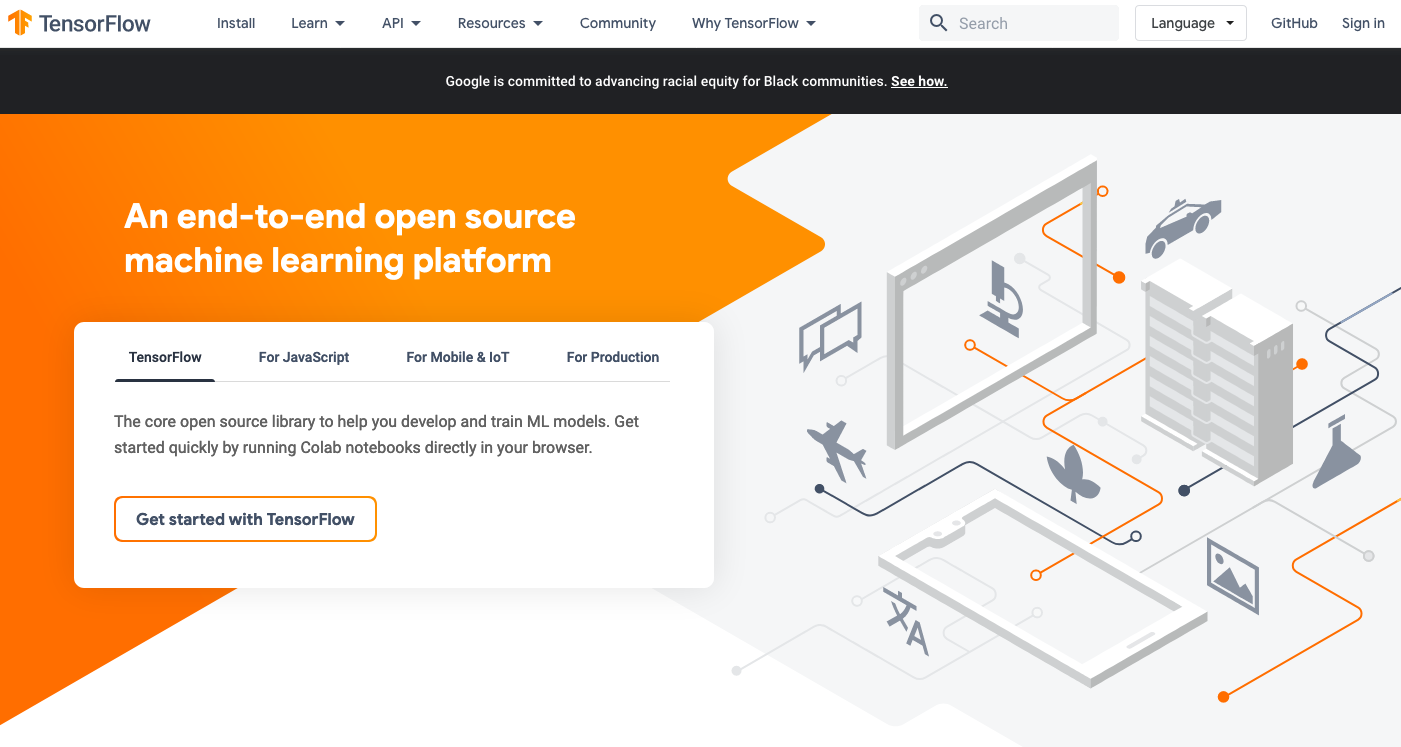 TensorFlow
Install
Learn
API
Resources
Community
Why TensorFlow
Search
Language
GitHub
Sign in
Google is committed to advancing racial equity for Black communities. See how.
An end-to-end open source
machine learning platform
TensorFlow
For JavaScript
For Mobile & IoT
For Production
The core open source library to help you develop and train ML models. Get
started quickly by running Colab notebooks directly in your browser.
Get started with TensorFlow
文A